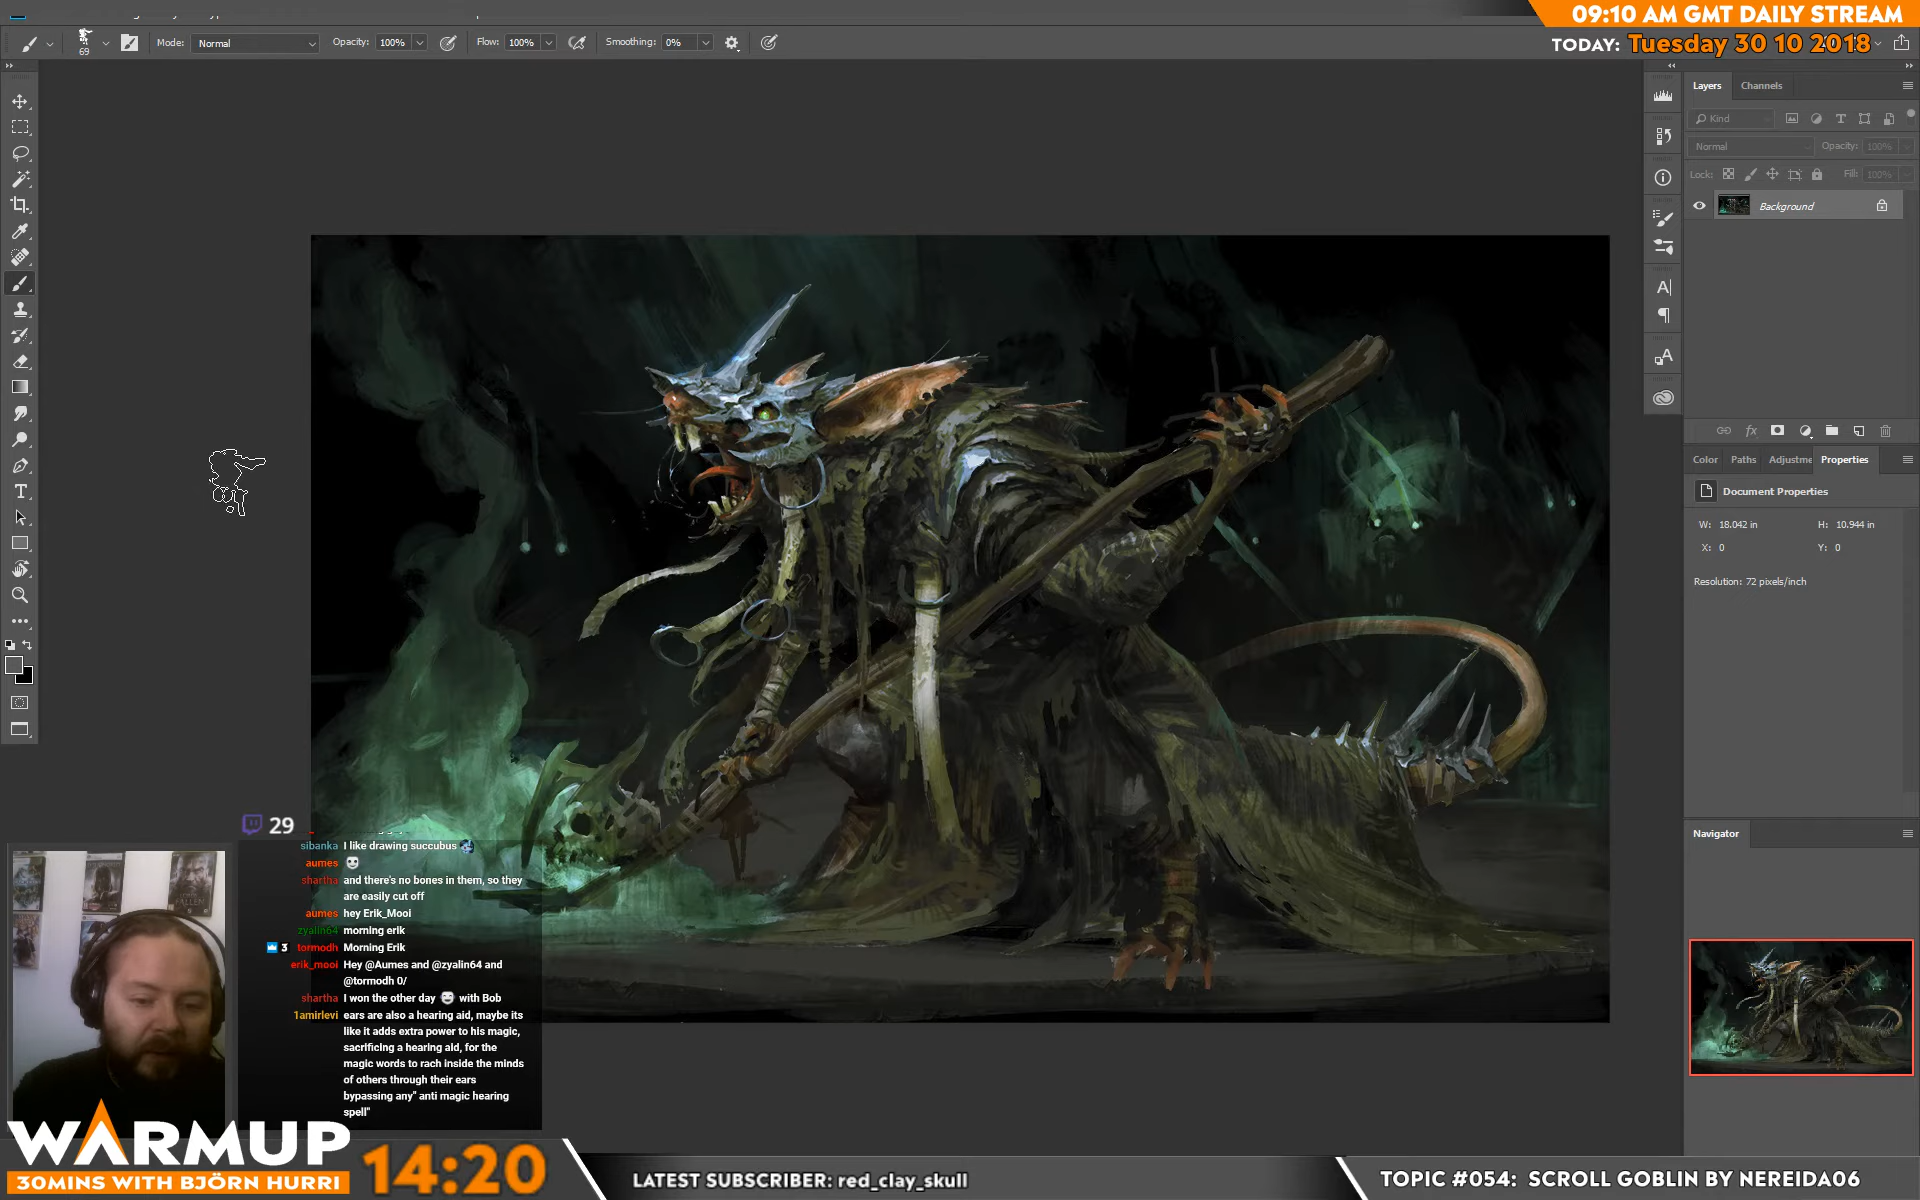 09:10 AM GMT DAILY STREAM
TODAY: Tuesday 30 10 2018
69
Mode: Normal
Opacity: 100%
Flow: 100%
Smoothing: 0%
Layers
Channels
Kind
Normal
Opacity: 100%
Lock:
Fill: 100%
Background
Color
Paths
Adjustme
Properties
Document Properties
W: 18.042 in
H: 10.944 in
X: 0
Y: 0
Resolution: 72 pixels/inch
Navigator
29
sibanka I like drawing succubus
aumes
shartha and there's no bones in them, so they
are easily cut off
aumes hey Erik_Mooi
zyalin64 morning erik
3 tormodh Morning Erik
erik_mooi Hey @Aumes and @zyalin64 and
@tormodh 0/
shartha I won the other day with Bob
1amirlevi ears are also a hearing aid, maybe its
like it adds extra power to his magic,
sacrificing a hearing aid, for the
magic words to rach inside the minds
of others through their ears
bypassing any" anti magic hearing
spell"
WARMUP
30MINS WITH BJÖRN HURRI
14:20
LATEST SUBSCRIBER: red_clay_skull
TOPIC #054: SCROLL GOBLIN BY NEREIDA06